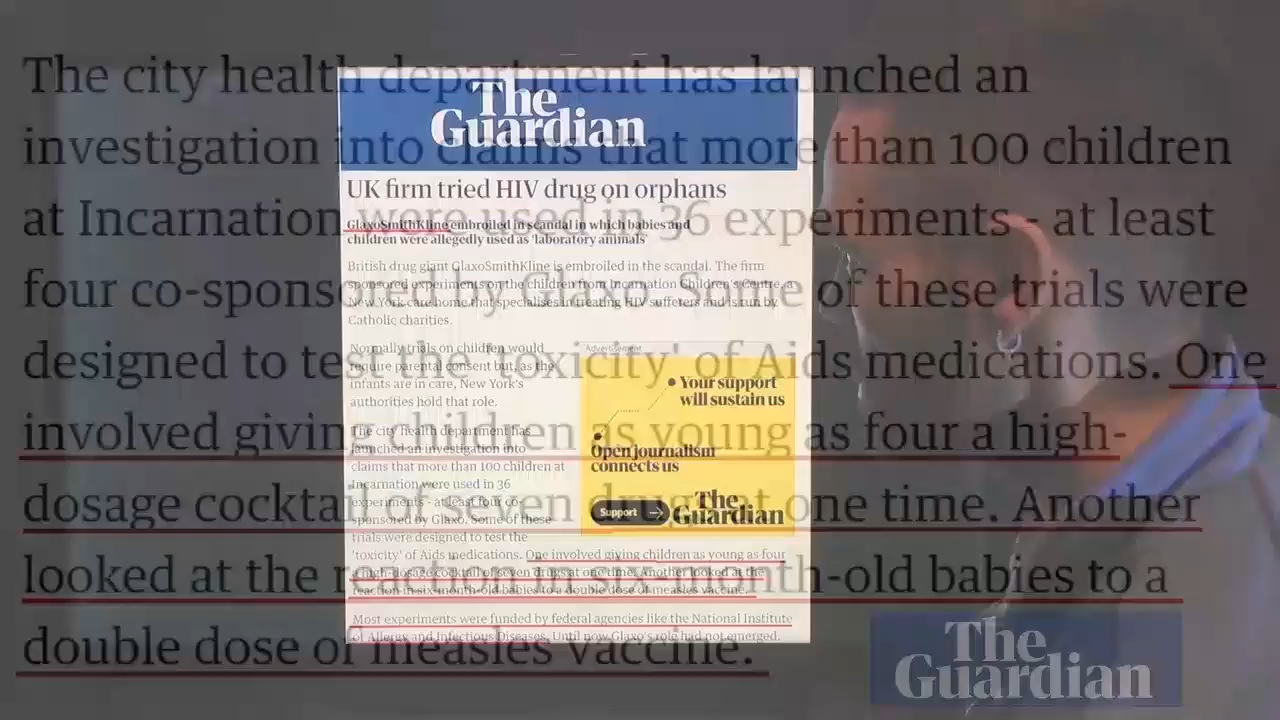 The city health department has launched an
investigation into claims that more than 100 children
at Incarnation were used in 36 experiments - at least
four co-sponsored by Glaxo. Some of these trials were
designed to test the 'toxicity' of Aids medications. One
involved giving children as young as four a high-
dosage cocktail of seven drugs at one time. Another
looked at the reaction in six-month-old babies to a
double dose of measles vaccine.
The
Guardian
UK firm tried HIV drug on orphans
GlaxoSmithKline embroiled in scandal in which babies and
children were allegedly used as 'laboratory animals'
British drug giant GlaxoSmithKline is embroiled in the scandal. The firm
sponsored experiments on the children from Incarnation Children's Centre, a
New York care home that specialises in treating HIV sufferers and is run by
Catholic charities.
Normally trials on children would
require parental consent but, as the
infants are in care, New York's
authorities hold that role.
The city health department has
launched an investigation into
claims that more than 100 children at
Incarnation were used in 36
experiments - at least four co-
sponsored by Glaxo. Some of these
trials were designed to test the
'toxicity' of Aids medications. One involved giving children as young as four
a high-dosage cocktail of seven drugs at one time. Another looked at the
reaction in six-month-old babies to a double dose of measles vaccine.
Most experiments were funded by federal agencies like the National Institute
of Allergy and Infectious Diseases. Until now Glaxo's role had not emerged.
Advertisement
Your support
will sustain us
Open journalism
connects us
Support
The
Guardian
The
Guardian